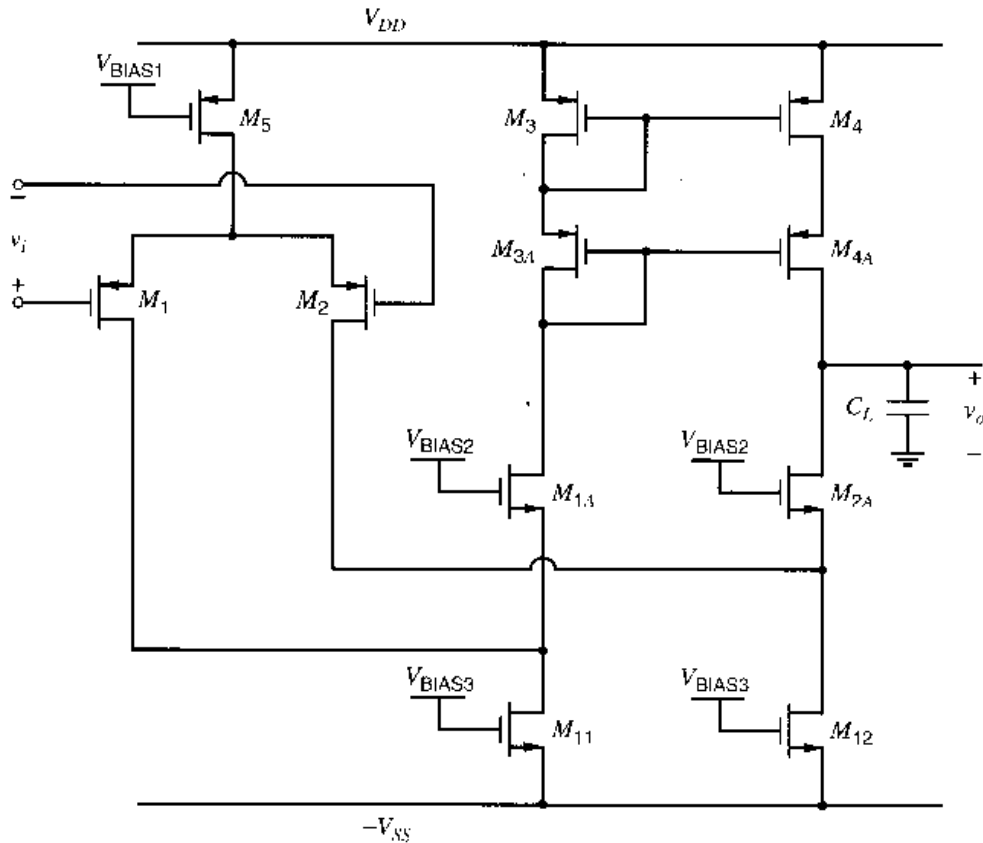 V_DD
V_BIAS1
M_5
M_3
M_4
−
v_i
+
M_1
M_2
M_3A
M_4A
C_L
+
v_o
−
V_BIAS2
M_1A
V_BIAS2
M_2A
V_BIAS3
M_11
V_BIAS3
M_12
−V_SS